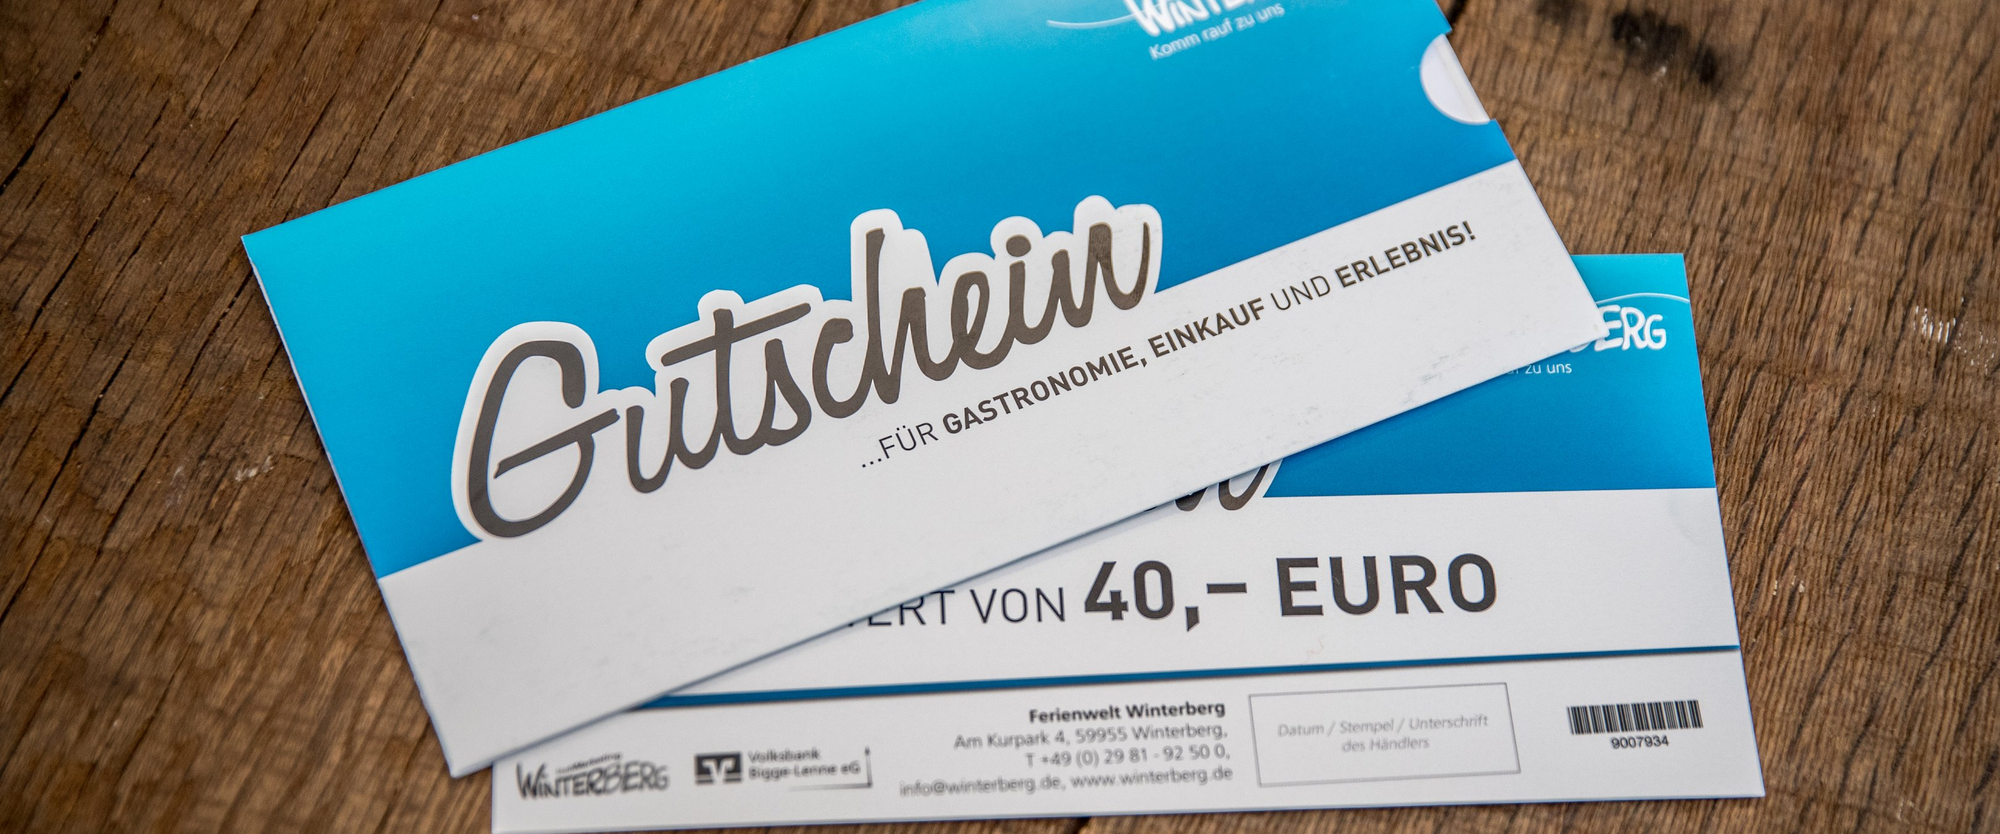 Komm rauf zu uns
Gutschein
...FÜR GASTRONOMIE, EINKAUF UND ERLEBNIS!
zu uns
VON 40,– EURO
Ferienwelt Winterberg
Am Kurpark 4, 59955 Winterberg,
T +49 (0) 29 81 - 92 50 0,
info@winterberg.de, www.winterberg.de
Datum / Stempel / Unterschrift
des Händlers
9007934
WINTERBERG
Volksbank
Bigge-Lenne eG